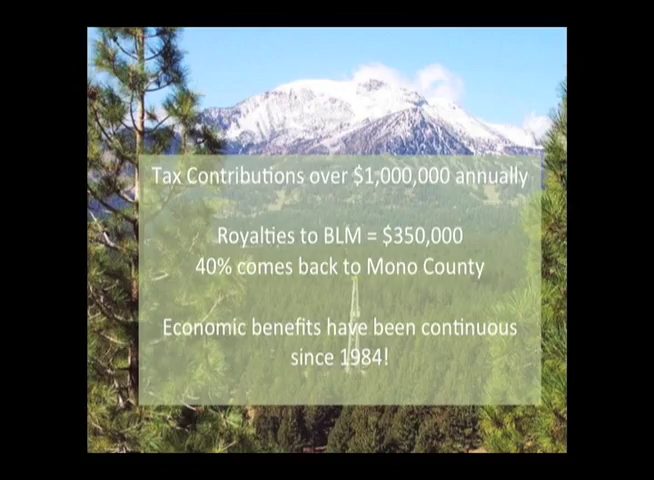 Tax Contributions over $1,000,000 annually
Royalties to BLM = $350,000
40% comes back to Mono County
Economic benefits have been continuous
since 1984!